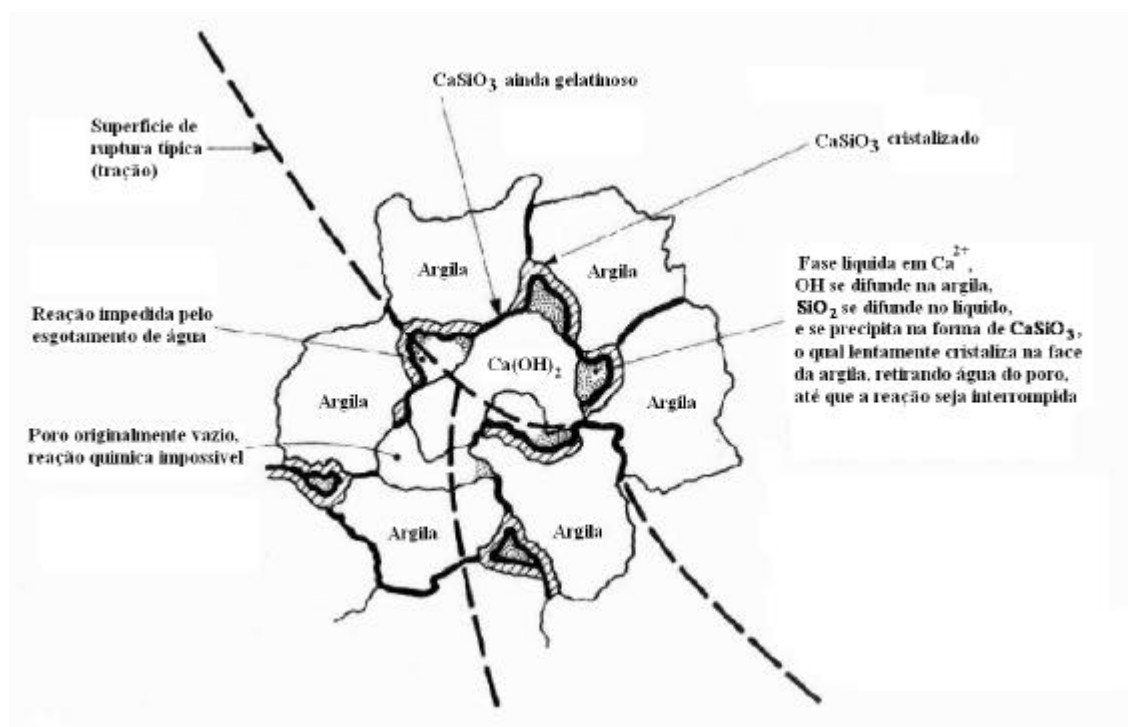 CaSiO3 ainda gelatinoso
Superficie de
ruptura típica
(tração)
CaSiO3 cristalizado
Argila
Argila
Fase liquida em Ca2+,
OH se difunde na argila,
SiO2 se difunde no líquido,
e se precipita na forma de CaSiO3,
o qual lentamente cristaliza na face
da argila, retirando água do poro,
até que a reação seja interrompida
Reação impedida pelo
esgotamento de água
Ca(OH)2
Argila
Argila
Poro originalmente vazio,
reação química impossível
Argila
Argila